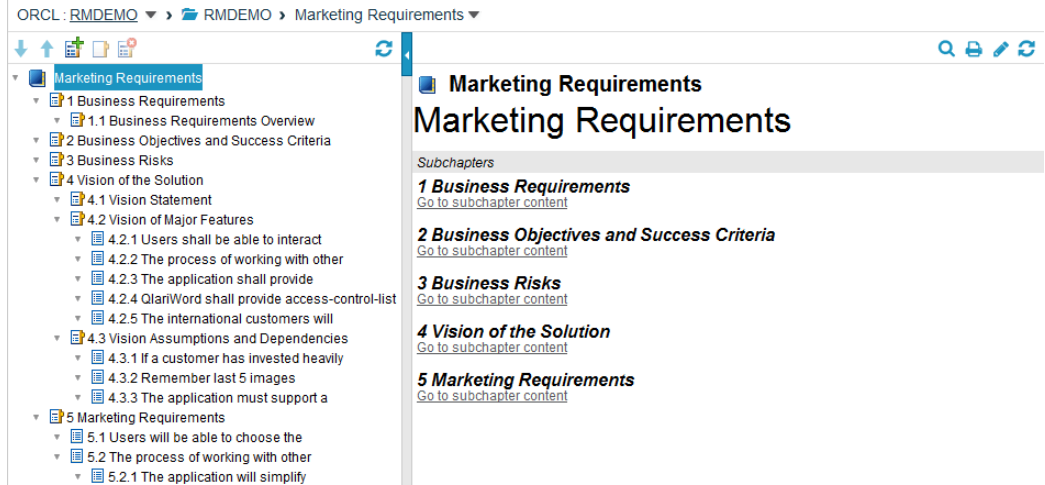 ORCL : RMDEMO RMDEMO Marketing Requirements
Marketing Requirements
1 Business Requirements
1.1 Business Requirements Overview
2 Business Objectives and Success Criteria
3 Business Risks
4 Vision of the Solution
4.1 Vision Statement
4.2 Vision of Major Features
4.2.1 Users shall be able to interact
4.2.2 The process of working with other
4.2.3 The application shall provide
4.2.4 QlariWord shall provide access-control-list
4.2.5 The international customers will
4.3 Vision Assumptions and Dependencies
4.3.1 If a customer has invested heavily
4.3.2 Remember last 5 images
4.3.3 The application must support a
5 Marketing Requirements
5.1 Users will be able to choose the
5.2 The process of working with other
5.2.1 The application will simplify
Marketing Requirements
Marketing Requirements
Subchapters
1 Business Requirements
Go to subchapter content
2 Business Objectives and Success Criteria
Go to subchapter content
3 Business Risks
Go to subchapter content
4 Vision of the Solution
Go to subchapter content
5 Marketing Requirements
Go to subchapter content